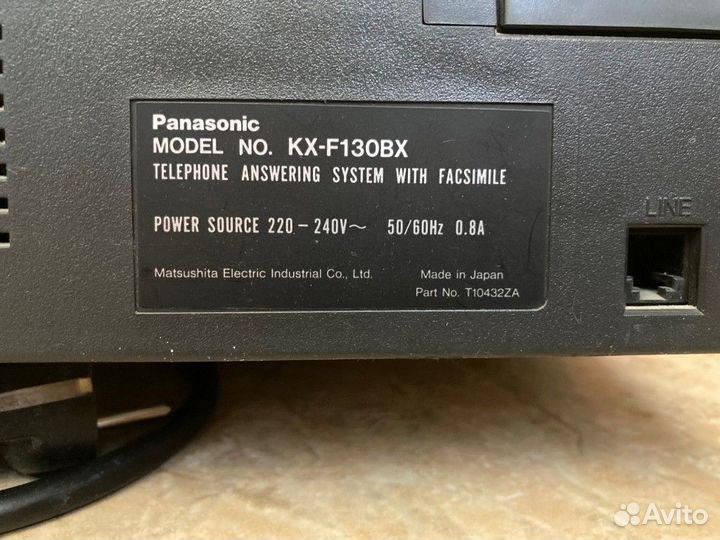 Panasonic
MODEL NO. KX-F130BX
TELEPHONE ANSWERING SYSTEM WITH FACSIMILE
POWER SOURCE 220 – 240V～ 50/60Hz 0.8A
Matsushita Electric Industrial Co., Ltd. Made in Japan
Part No. T10432ZA
LINE
Avito